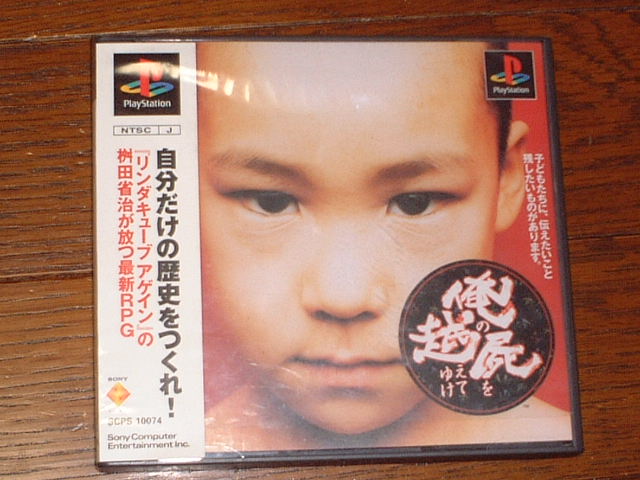 PlayStation
NTSC J
自分だけの歴史をつくれ！
『リンダキューブ アゲイン』の
桝田省治が放つ最新RPG
SONY
SCPS 10074
Sony Computer
Entertainment Inc.
PlayStation
子どもたちに、伝えたいこと
残したいものがあります。
俺の屍を
越えてゆけ